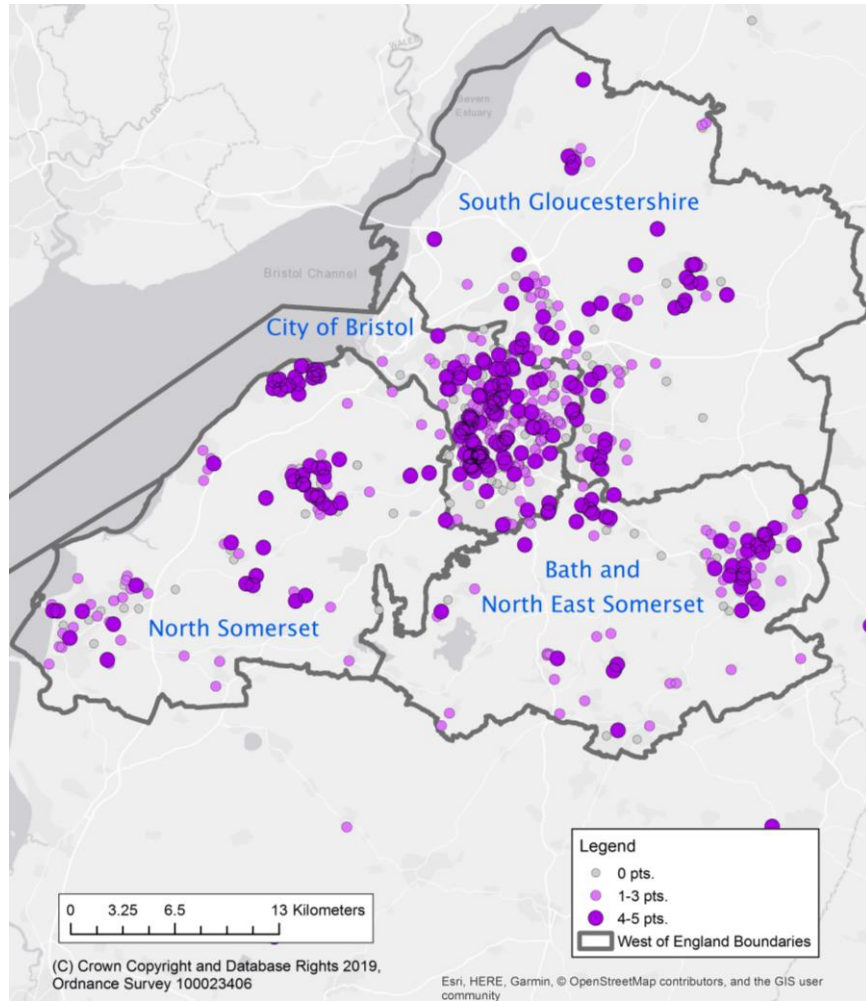 WALES
Severn
Estuary
South Gloucestershire
Bristol Channel
City of Bristol
Bath and
North East Somerset
North Somerset
Legend
0 pts.
1-3 pts.
4-5 pts.
West of England Boundaries
0 3.25 6.5 13 Kilometers
(C) Crown Copyright and Database Rights 2019,
Ordnance Survey 100023406
Esri, HERE, Garmin, © OpenStreetMap contributors, and the GIS user
community